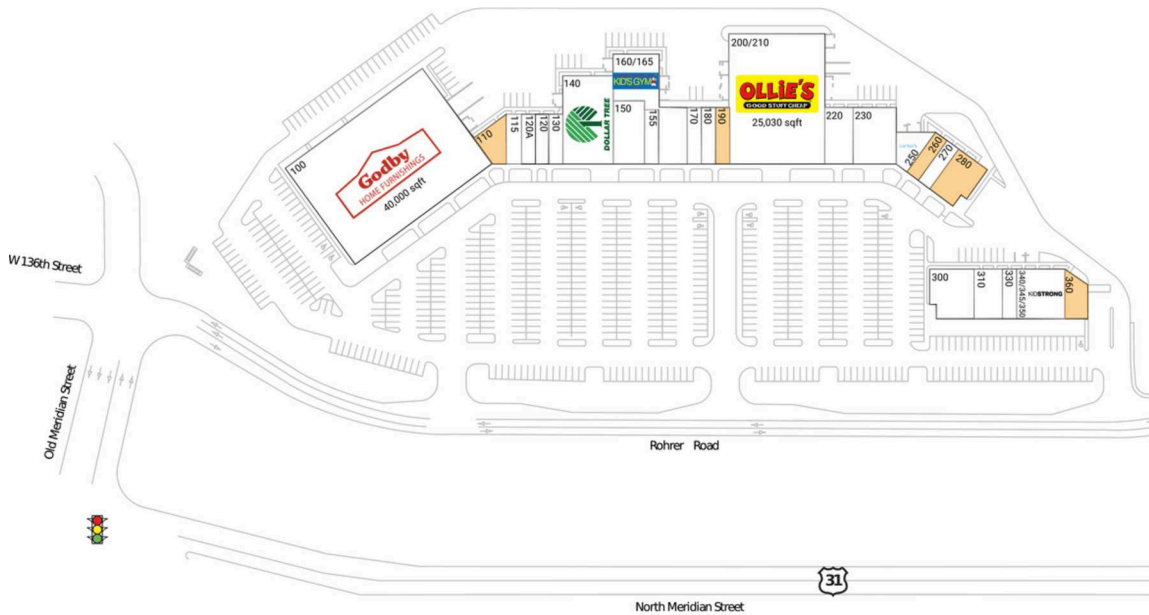 200/210
OLLIE'S
GOOD STUFF CHEAP
25,030 sqft
160/165
KID'S GYM
140
DOLLAR TREE
150
155
170
180
190
220
230
100
Godby
HOME FURNISHINGS
40,000 sqft
110
115
120A
120
130
250
260
270
280
W 136th Street
300
310
330
340/345/350
KIDSTRONG
360
Old Meridian Street
Rohrer Road
31
North Meridian Street